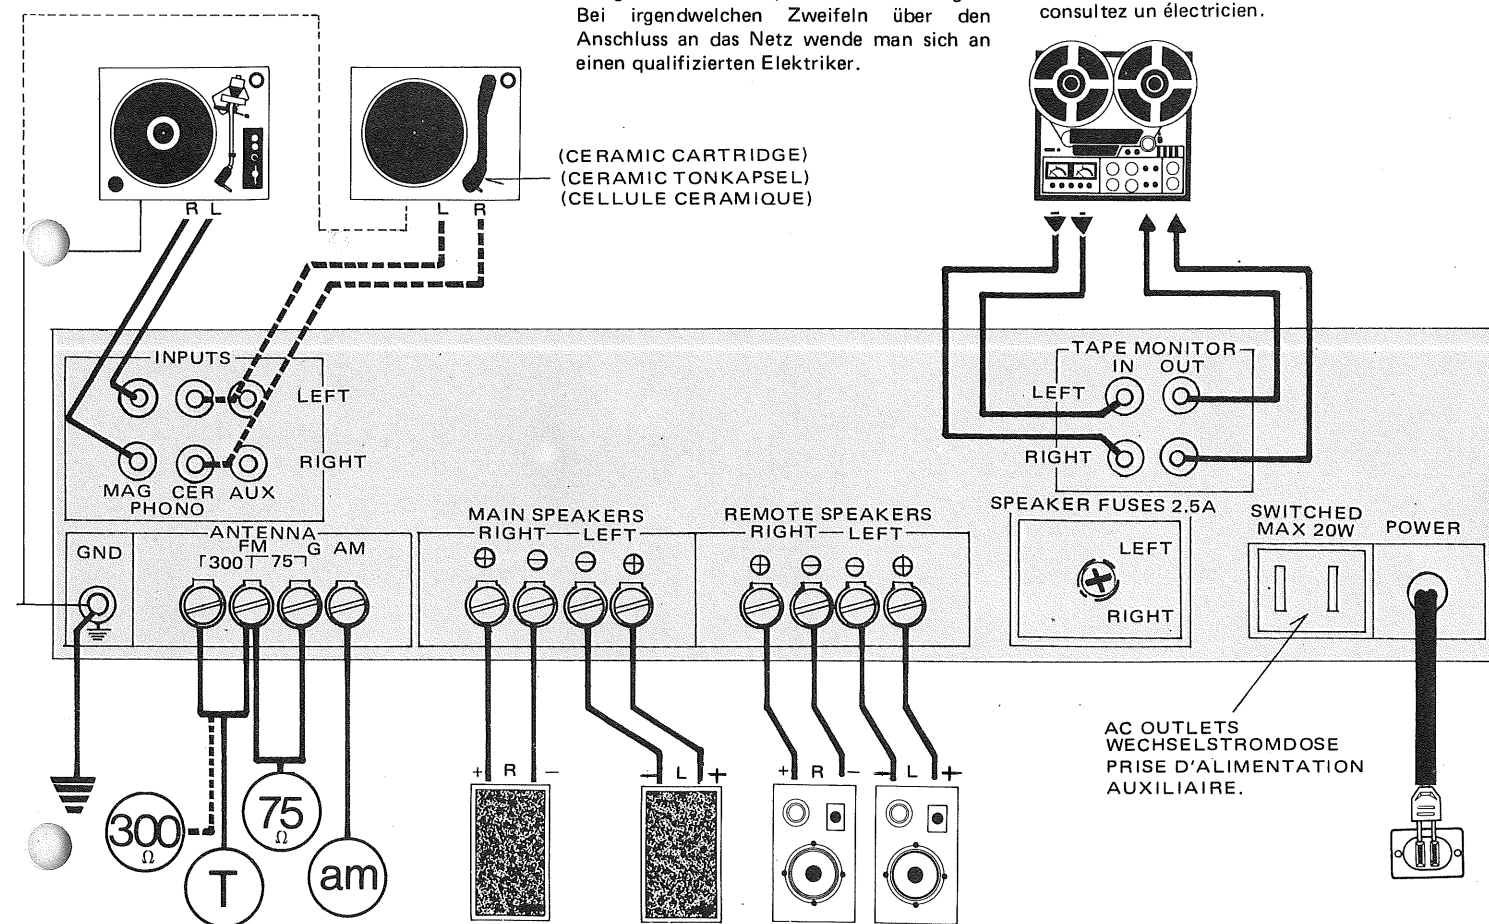 Bei irgendwelchen Zweifeln über den
Anschluss an das Netz wende man sich an
einen qualifizierten Elektriker.
consultez un électricien.
(CERAMIC CARTRIDGE)
(CERAMIC TONKAPSEL)
(CELLULE CERAMIQUE)
R L
L R
INPUTS
LEFT
RIGHT
MAG CER AUX
PHONO
TAPE MONITOR
IN OUT
LEFT
RIGHT
GND
ANTENNA
FM G AM
300 75
MAIN SPEAKERS
RIGHT LEFT
⊕ ⊖ ⊖ ⊕
REMOTE SPEAKERS
RIGHT LEFT
⊕ ⊖ ⊖ ⊕
SPEAKER FUSES 2.5A
LEFT
RIGHT
SWITCHED
MAX 20W
POWER
AC OUTLETS
WECHSELSTROMDOSE
PRISE D'ALIMENTATION
AUXILIAIRE.
+ R −
− L +
+ R −
− L +
300
Ω
75
Ω
T
am